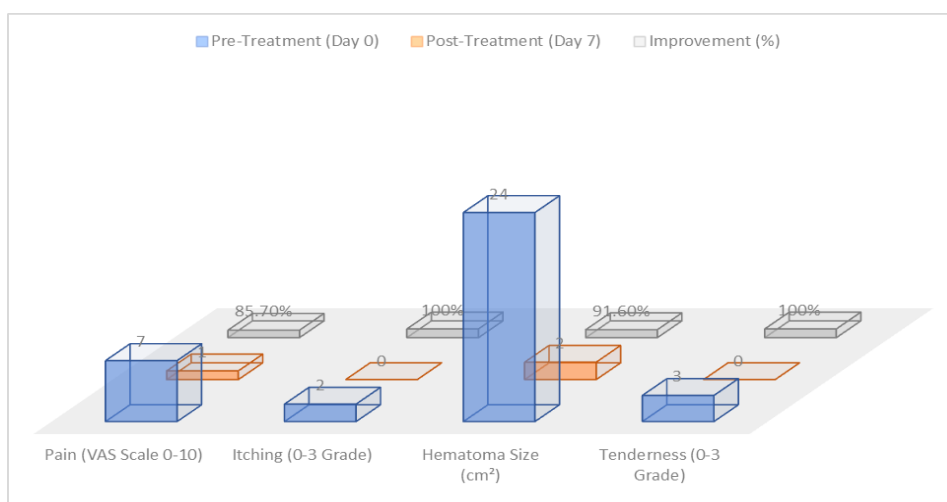 Pre-Treatment (Day 0) Post-Treatment (Day 7) Improvement (%)
24
85.70% 100% 91.60% 100%
7 1 0 2 0
2 3
Pain (VAS Scale 0-10) Itching (0-3 Grade) Hematoma Size (cm²) Tenderness (0-3 Grade)